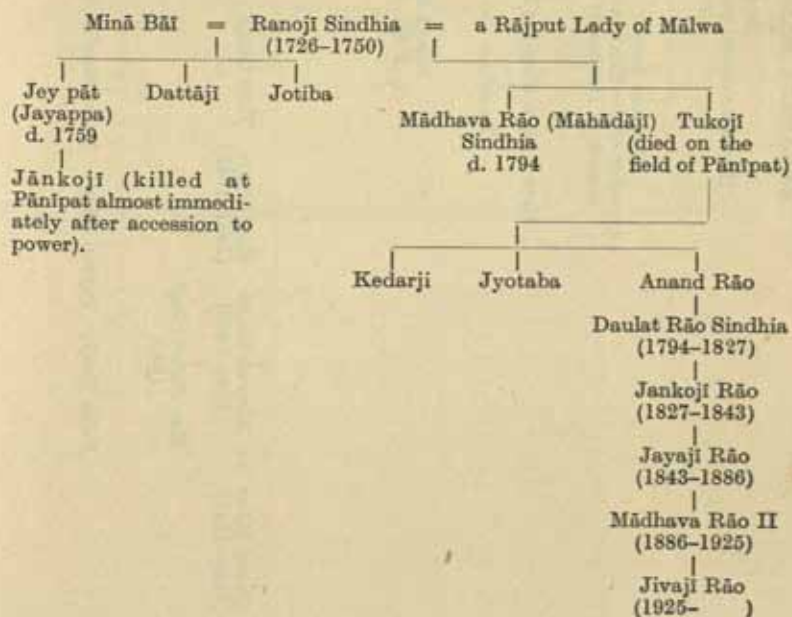 Minā Bāī = Ranojī Sindhia = a Rājput Lady of Mālwa
(1726–1750)
Jey pāt Dattājī Jotiba
(Jayappa)
d. 1759
Jānkojī (killed at
Pānīpat almost immedi-
ately after accession to
power).
Mādhava Rāo (Māhādājī) Tukojī
Sindhia (died on the
d. 1794 field of Pānīpat)
Kedarji Jyotaba Anand Rāo
Daulat Rāo Sindhia
(1794–1827)
Jankojī Rāo
(1827–1843)
Jayajī Rāo
(1843–1886)
Mādhava Rāo II
(1886–1925)
Jivajī Rāo
(1925– )